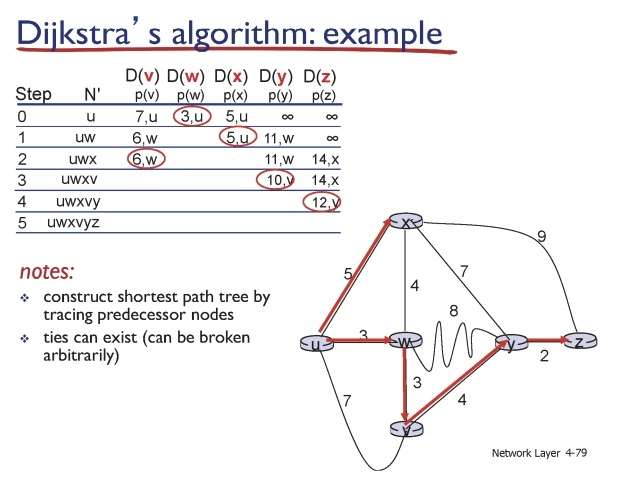 Dijkstra's algorithm: example
D(v) D(w) D(x) D(y) D(z)
Step N' p(v) p(w) p(x) p(y) p(z)
0 u 7,u 3,u 5,u ∞ ∞
1 uw 6,w 5,u 11,w ∞
2 uwx 6,w 11,w 14,x
3 uwxv 10,v 14,x
4 uwxvy 12,y
5 uwxvyz
notes:
❖ construct shortest path tree by
tracing predecessor nodes
❖ ties can exist (can be broken
arbitrarily)
x
9
5
7
4
8
3
u
w
y
z
2
3
7
4
v
Network Layer 4-79